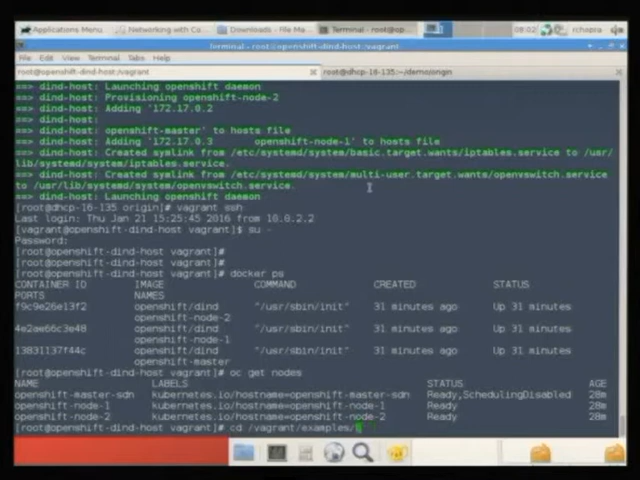 Applications Menu
Networking with Co...
Downloads - File Ma...
Terminal - root@op...
08:02
rchopra
Terminal - root@openshift-dind-host:/vagrant
File Edit View Terminal Tabs Help
root@openshift-dind-host:/vagrant
root@dhcp-16-135:~/demo/origin
==> dind-host: Launching openshift daemon
==> dind-host: Provisioning openshift-node-2
==> dind-host: Adding '172.17.0.2
==> dind-host:
==> dind-host: openshift-master' to hosts file
==> dind-host: Adding '172.17.0.3 openshift-node-1' to hosts file
==> dind-host: Created symlink from /etc/systemd/system/basic.target.wants/iptables.service to /usr/
lib/systemd/system/iptables.service.
==> dind-host: Created symlink from /etc/systemd/system/multi-user.target.wants/openvswitch.service
to /usr/lib/systemd/system/openvswitch.service.
==> dind-host: Launching openshift daemon
[root@dhcp-16-135 origin]# vagrant ssh
Last login: Thu Jan 21 15:25:45 2016 from 10.0.2.2
[vagrant@openshift-dind-host vagrant]$ su -
Password:
[root@openshift-dind-host vagrant]#
[root@openshift-dind-host vagrant]#
[root@openshift-dind-host vagrant]# docker ps
CONTAINER ID IMAGE COMMAND CREATED STATUS
PORTS NAMES
f9c9e26e13f2 openshift/dind "/usr/sbin/init" 31 minutes ago Up 31 minutes
openshift-node-2
4e2ae66c3e48 openshift/dind "/usr/sbin/init" 31 minutes ago Up 31 minutes
openshift-node-1
13831137f44c openshift/dind "/usr/sbin/init" 31 minutes ago Up 31 minutes
openshift-master
[root@openshift-dind-host vagrant]# oc get nodes
NAME LABELS STATUS AGE
openshift-master-sdn kubernetes.io/hostname=openshift-master-sdn Ready,SchedulingDisabled 28m
openshift-node-1 kubernetes.io/hostname=openshift-node-1 Ready 28m
openshift-node-2 kubernetes.io/hostname=openshift-node-2 Ready 28m
[root@openshift-dind-host vagrant]# cd /vagrant/examples/